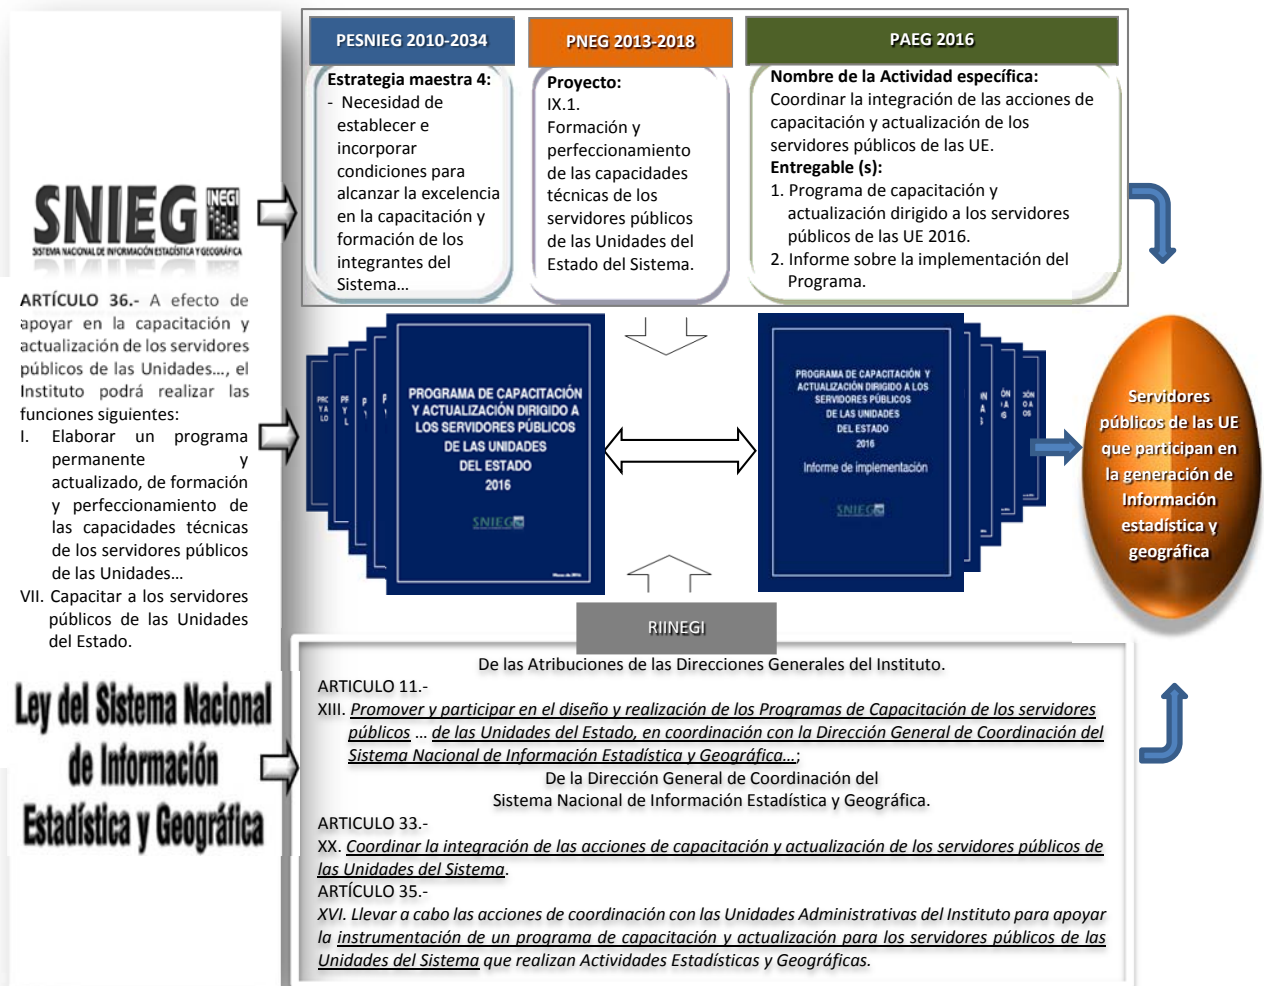 SNIEG INEGI
SISTEMA NACIONAL DE INFORMACIÓN ESTADÍSTICA Y GEOGRÁFICA
ARTÍCULO 36.- A efecto de
apoyar en la capacitación y
actualización de los servidores
públicos de las Unidades..., el
Instituto podrá realizar las
funciones siguientes:
I. Elaborar un programa
permanente y
actualizado, de formación
y perfeccionamiento de
las capacidades técnicas
de los servidores públicos
de las Unidades...
VII. Capacitar a los servidores
públicos de las Unidades
del Estado.
Ley del Sistema Nacional
de Información
Estadística y Geográfica
PESNIEG 2010-2034
Estrategia maestra 4:
- Necesidad de
establecer e
incorporar
condiciones para
alcanzar la excelencia
en la capacitación y
formación de los
integrantes del
Sistema...
PNEG 2013-2018
Proyecto:
IX.1.
Formación y
perfeccionamiento
de las capacidades
técnicas de los
servidores públicos
de las Unidades del
Estado del Sistema.
PAEG 2016
Nombre de la Actividad específica:
Coordinar la integración de las acciones de
capacitación y actualización de los
servidores públicos de las UE.
Entregable (s):
1. Programa de capacitación y
actualización dirigido a los servidores
públicos de las UE 2016.
2. Informe sobre la implementación del
Programa.
PROGRAMA DE CAPACITACIÓN
Y ACTUALIZACIÓN DIRIGIDO A
LOS SERVIDORES PÚBLICOS
DE LAS UNIDADES
DEL ESTADO
2016
SNIEG
Marzo de 2016
PROGRAMA DE CAPACITACIÓN Y
ACTUALIZACIÓN DIRIGIDO A LOS
SERVIDORES PÚBLICOS
DE LAS UNIDADES
DEL ESTADO
2016
Informe de implementación
SNIEG
Servidores
públicos de las UE
que participan en
la generación de
Información
estadística y
geográfica
RIINEGI
De las Atribuciones de las Direcciones Generales del Instituto.
ARTICULO 11.-
XIII. Promover y participar en el diseño y realización de los Programas de Capacitación de los servidores
públicos ... de las Unidades del Estado, en coordinación con la Dirección General de Coordinación del
Sistema Nacional de Información Estadística y Geográfica...;
De la Dirección General de Coordinación del
Sistema Nacional de Información Estadística y Geográfica.
ARTICULO 33.-
XX. Coordinar la integración de las acciones de capacitación y actualización de los servidores públicos de
las Unidades del Sistema.
ARTÍCULO 35.-
XVI. Llevar a cabo las acciones de coordinación con las Unidades Administrativas del Instituto para apoyar
la instrumentación de un programa de capacitación y actualización para los servidores públicos de las
Unidades del Sistema que realizan Actividades Estadísticas y Geográficas.